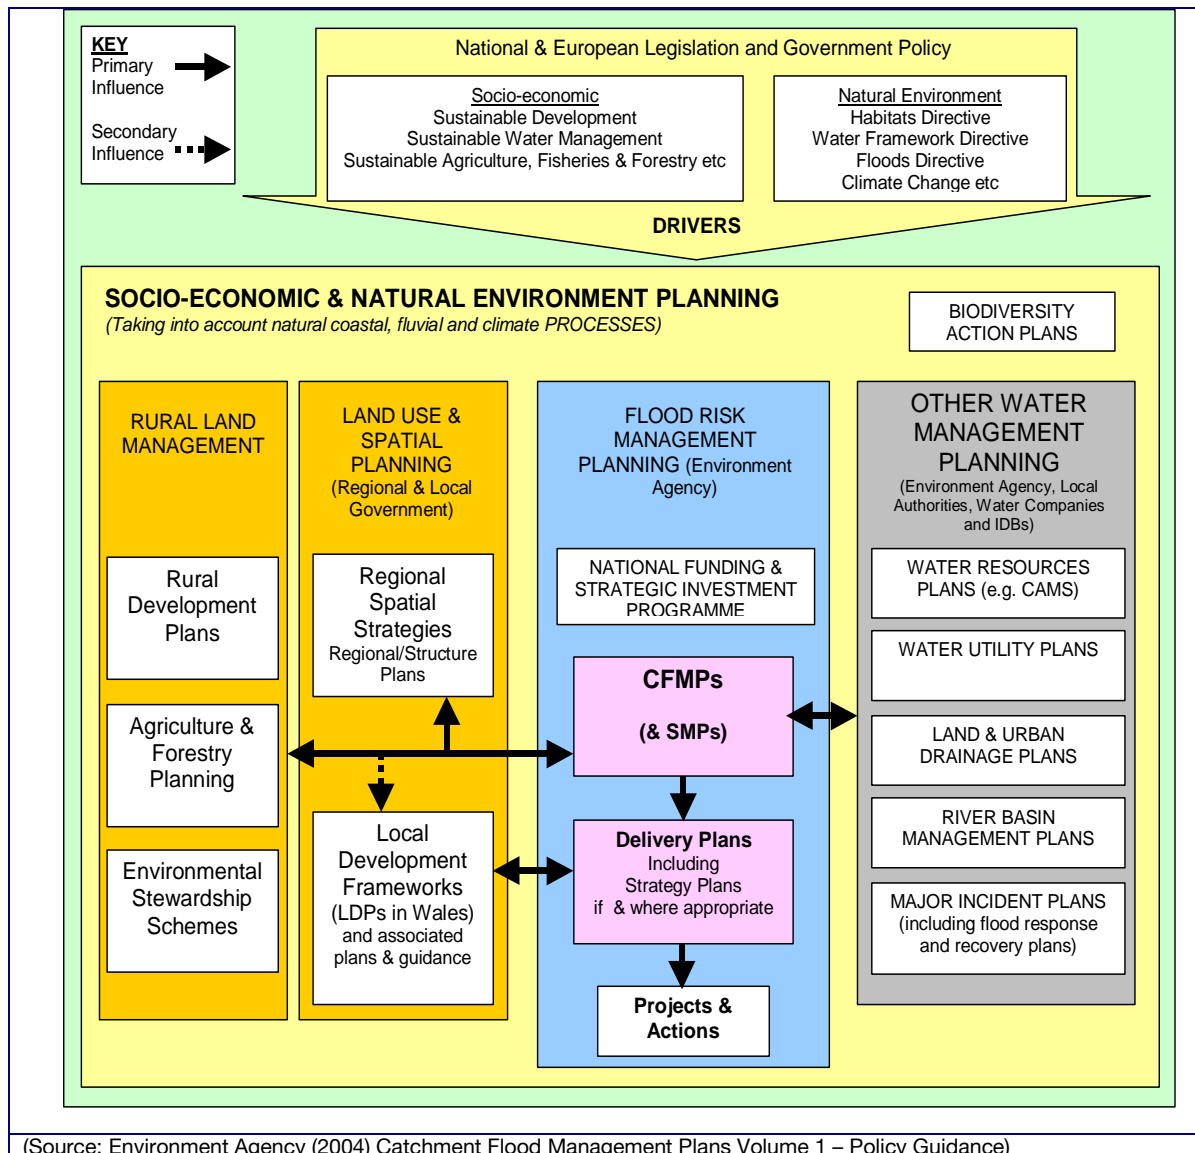 KEY
Primary
Influence
Secondary
Influence
National & European Legislation and Government Policy
Socio-economic
Sustainable Development
Sustainable Water Management
Sustainable Agriculture, Fisheries & Forestry etc
Natural Environment
Habitats Directive
Water Framework Directive
Floods Directive
Climate Change etc
DRIVERS
SOCIO-ECONOMIC & NATURAL ENVIRONMENT PLANNING
(Taking into account natural coastal, fluvial and climate PROCESSES)
BIODIVERSITY
ACTION PLANS
RURAL LAND
MANAGEMENT
Rural
Development
Plans
Agriculture &
Forestry
Planning
Environmental
Stewardship
Schemes
LAND USE &
SPATIAL
PLANNING
(Regional & Local
Government)
Regional
Spatial
Strategies
Regional/Structure
Plans
Local
Development
Frameworks
(LDPs in Wales)
and associated
plans & guidance
FLOOD RISK
MANAGEMENT
PLANNING (Environment
Agency)
NATIONAL FUNDING &
STRATEGIC INVESTMENT
PROGRAMME
CFMPs
(& SMPs)
Delivery Plans
Including
Strategy Plans
if & where appropriate
Projects &
Actions
OTHER WATER
MANAGEMENT
PLANNING
(Environment Agency, Local
Authorities, Water Companies
and IDBs)
WATER RESOURCES
PLANS (e.g. CAMS)
WATER UTILITY PLANS
LAND & URBAN
DRAINAGE PLANS
RIVER BASIN
MANAGEMENT PLANS
MAJOR INCIDENT PLANS
(including flood response
and recovery plans)
(Source: Environment Agency (2004) Catchment Flood Management Plans Volume 1 – Policy Guidance)